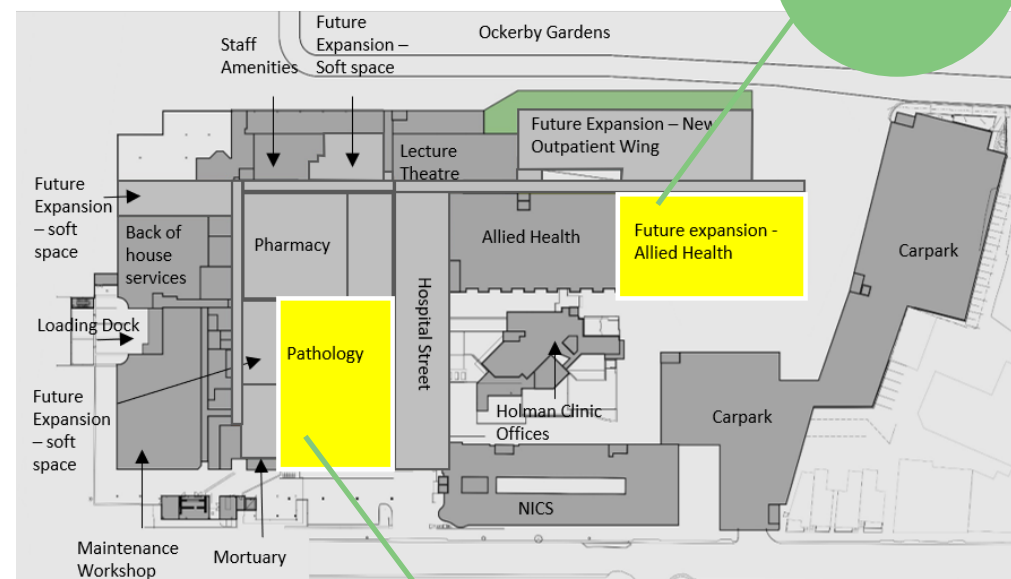 Ockerby Gardens
Future
Expansion –
Soft space
Staff
Amenities
Future Expansion – New
Outpatient Wing
Lecture
Theatre
Future
Expansion
– soft
space
Back of
house
services
Pharmacy
Allied Health
Future expansion -
Allied Health
Carpark
Hospital Street
Loading Dock
Pathology
Future
Expansion
– soft
space
Holman Clinic
Offices
Carpark
NICS
Maintenance
Workshop
Mortuary